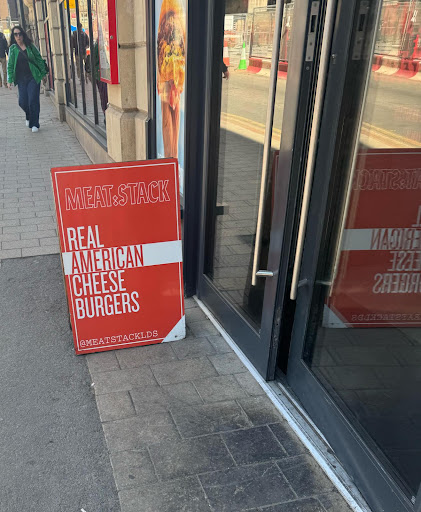 MEAT:STACK
REAL
AMERICAN
CHEESE
BURGERS
@MEATSTACKLDS